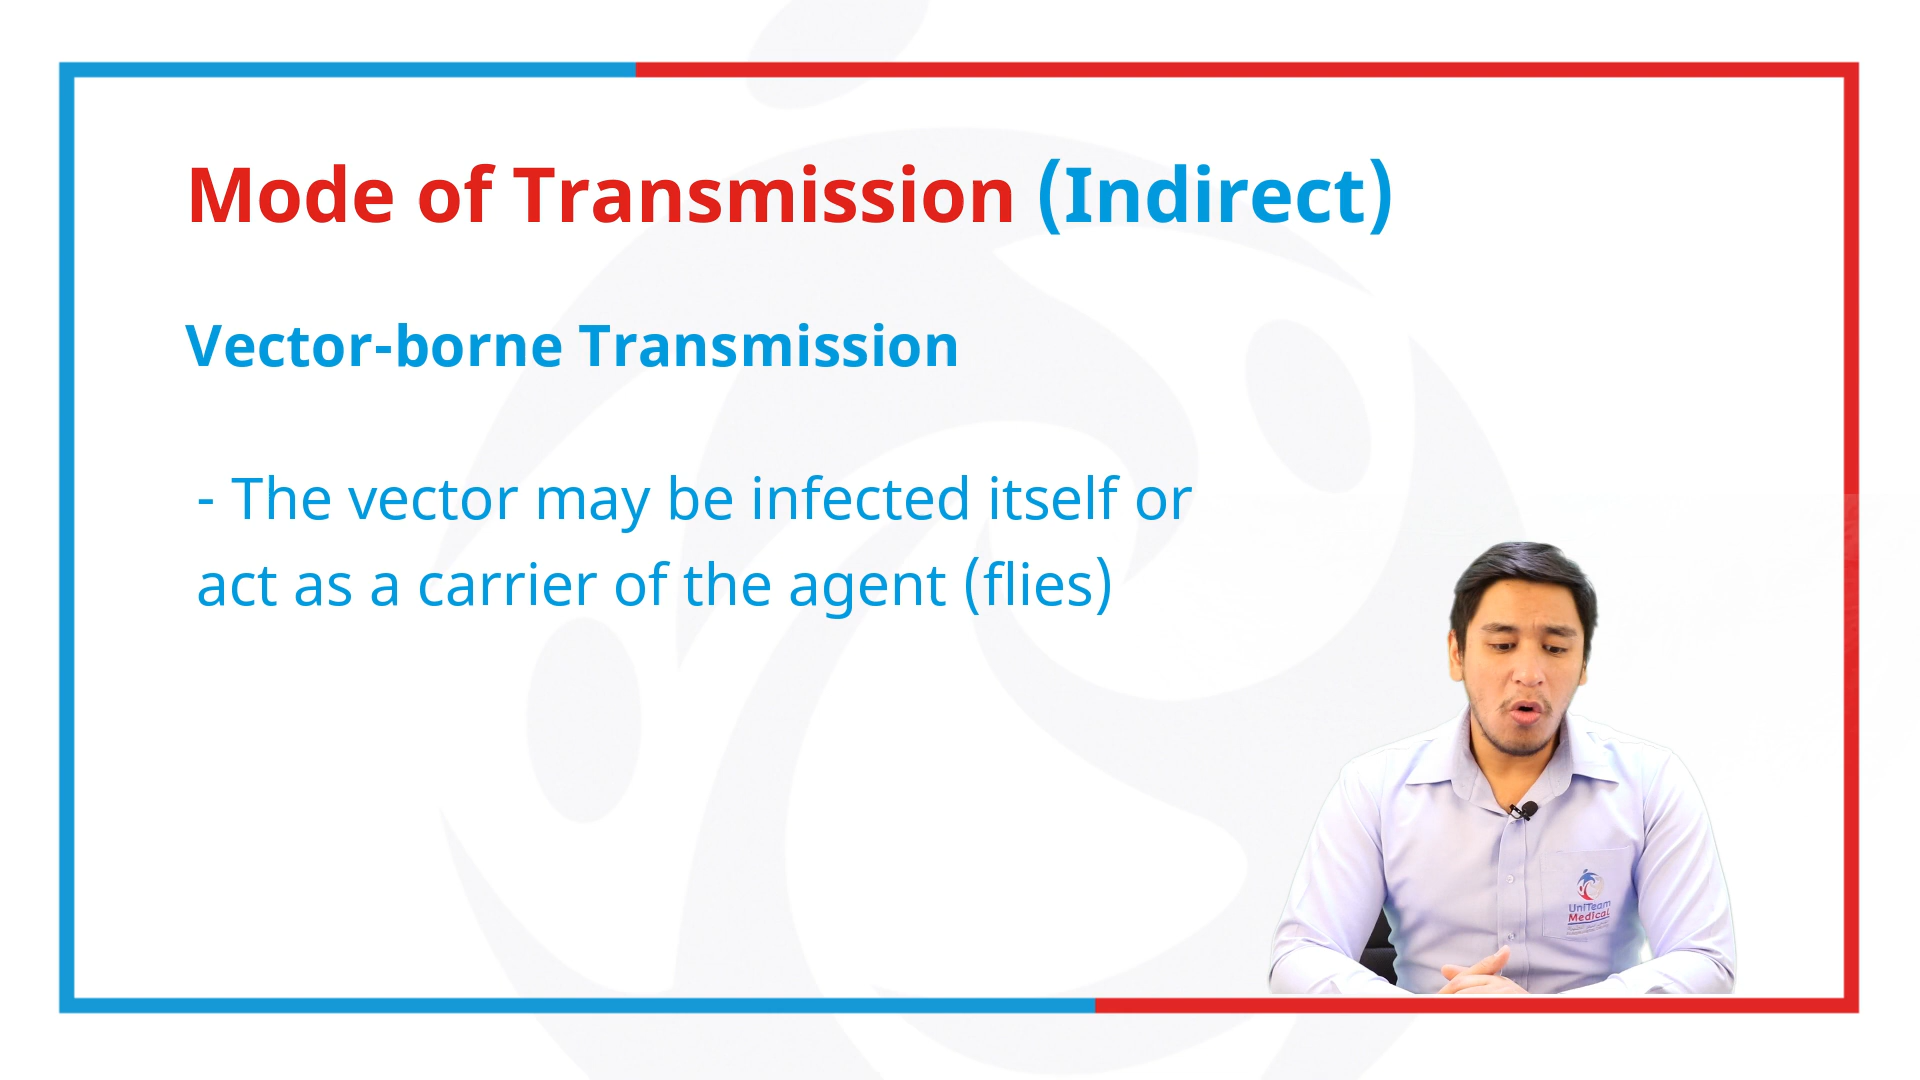 Mode of Transmission (Indirect)
Vector-borne Transmission
- The vector may be infected itself or
act as a carrier of the agent (flies)
UniTeam
Medical